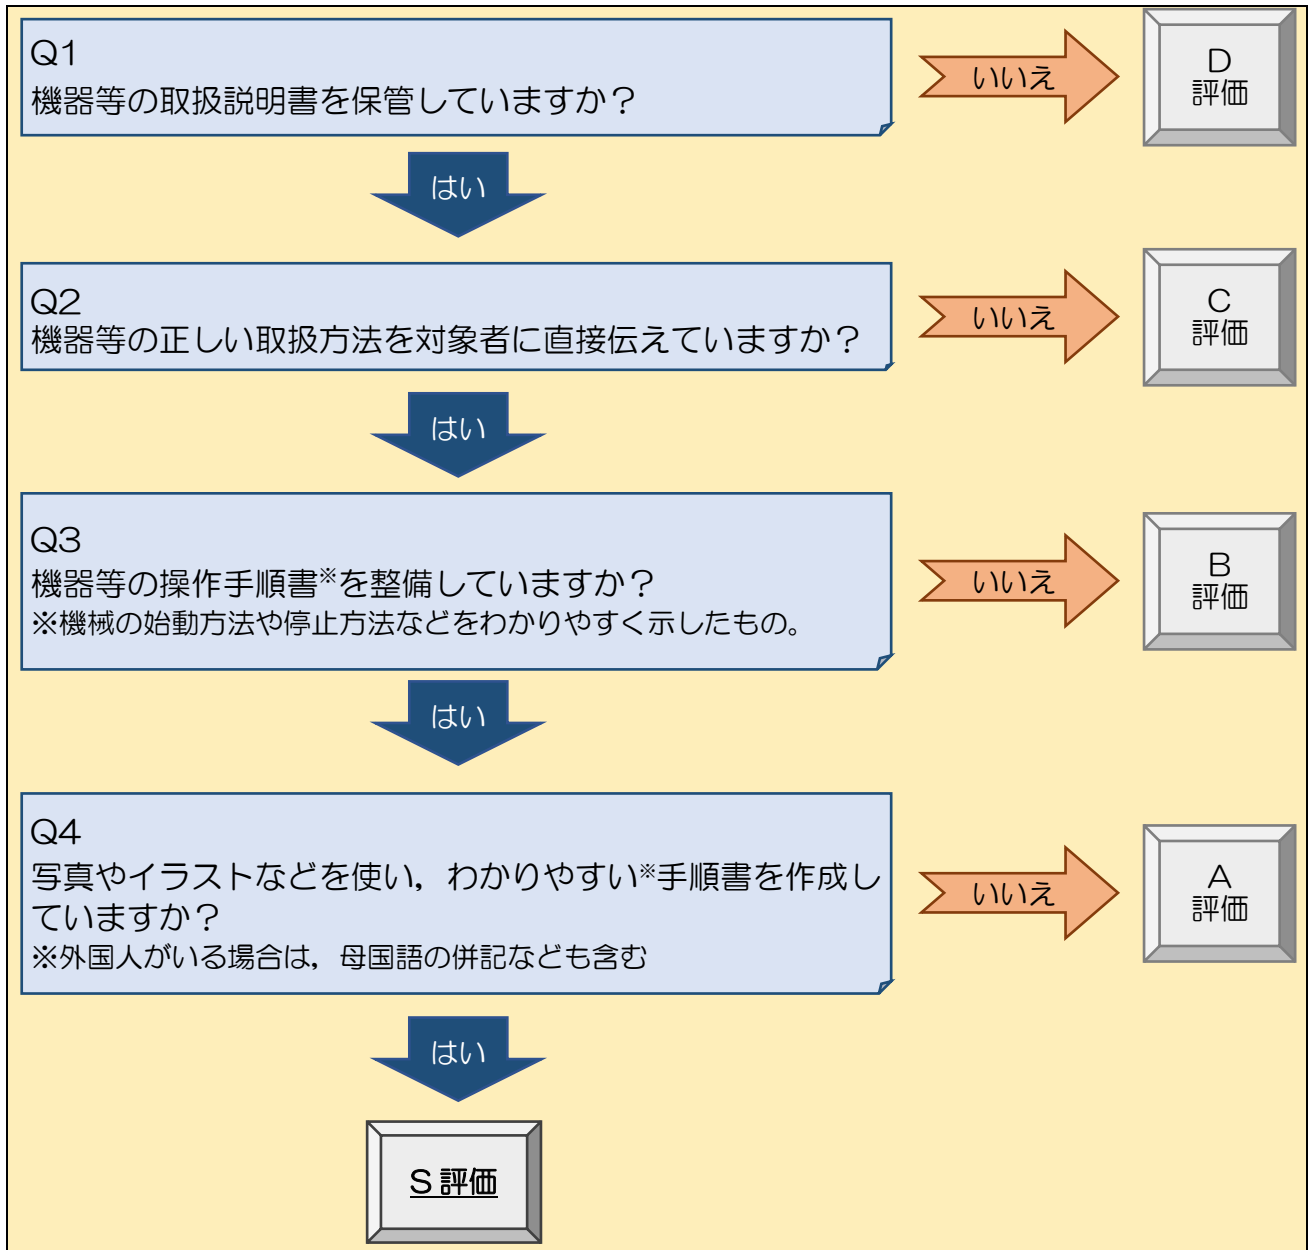 Q1
機器等の取扱説明書を保管していますか？
いいえ
D
評価
はい
Q2
機器等の正しい取扱方法を対象者に直接伝えていますか？
いいえ
C
評価
はい
Q3
機器等の操作手順書※を整備していますか？
※機械の始動方法や停止方法などをわかりやすく示したもの。
いいえ
B
評価
はい
Q4
写真やイラストなどを使い，わかりやすい※手順書を作成し
ていますか？
※外国人がいる場合は，母国語の併記なども含む
いいえ
A
評価
はい
S評価